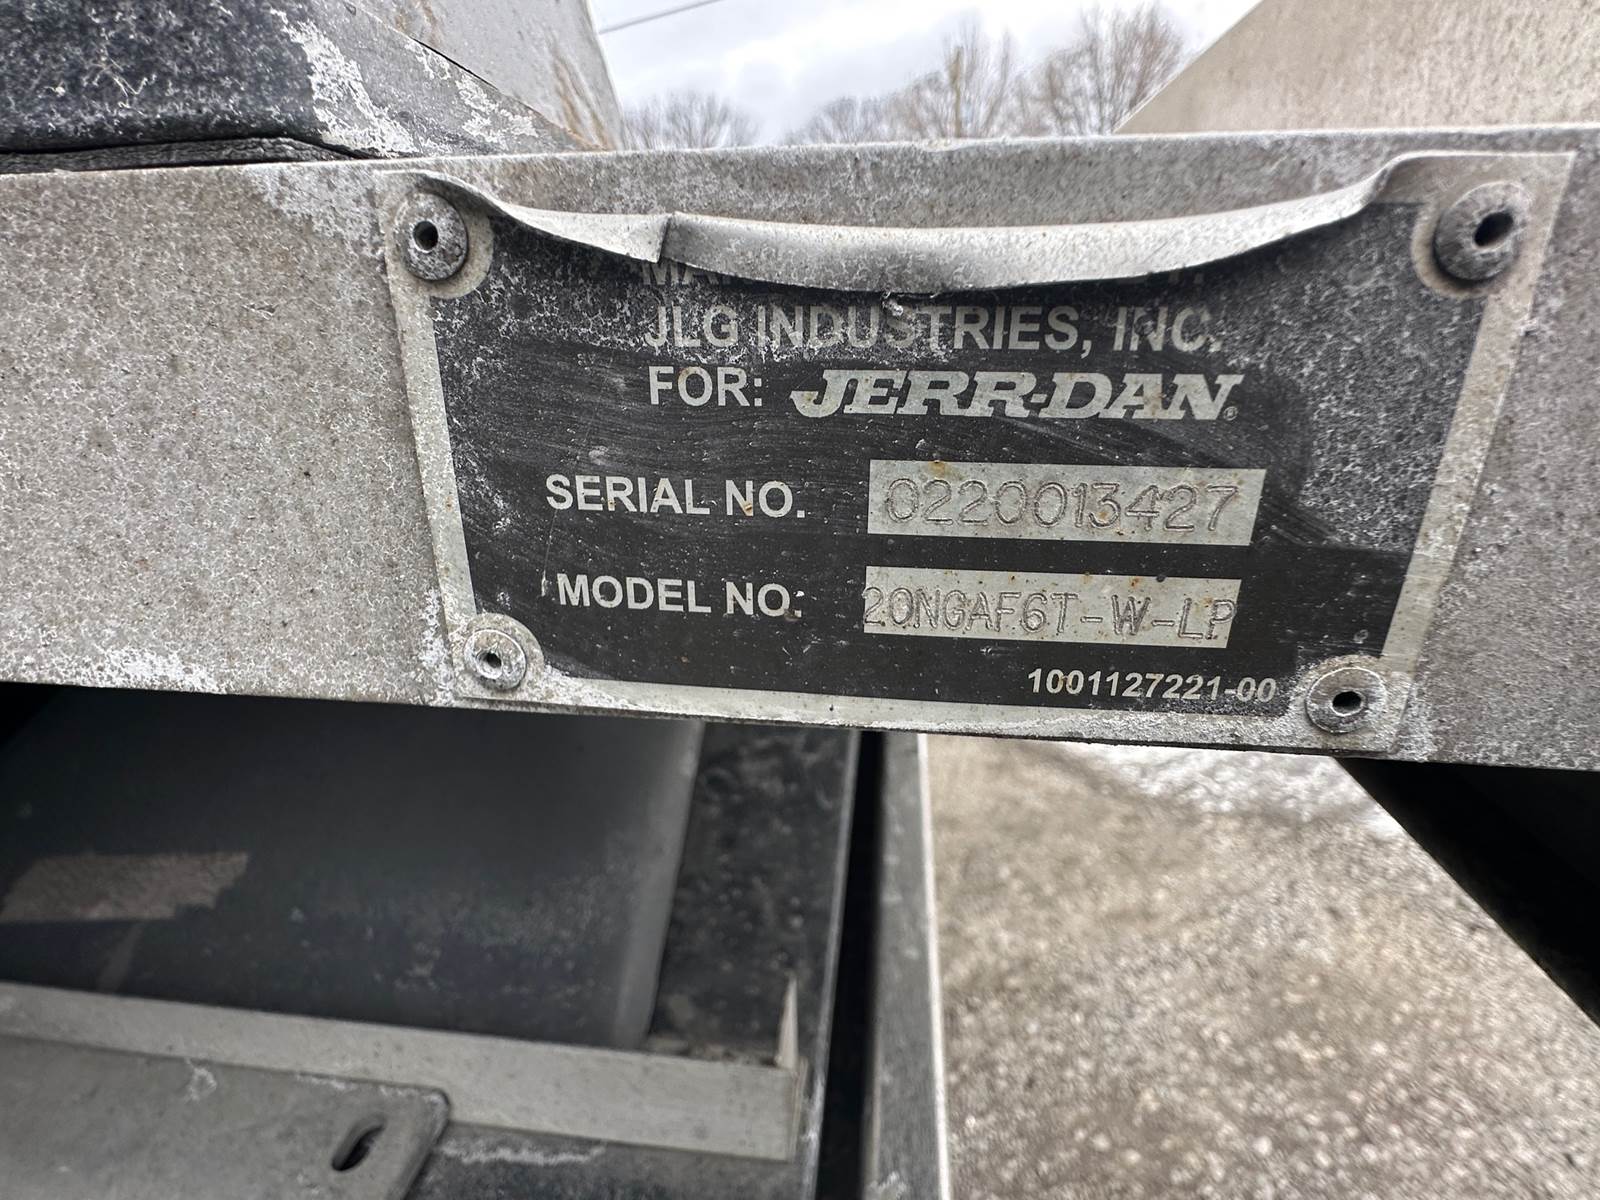 JLG INDUSTRIES, INC.
FOR: JERR-DAN®
SERIAL NO. 0220013427
MODEL NO. 20NGAF6T-W-LP
1001127221-00